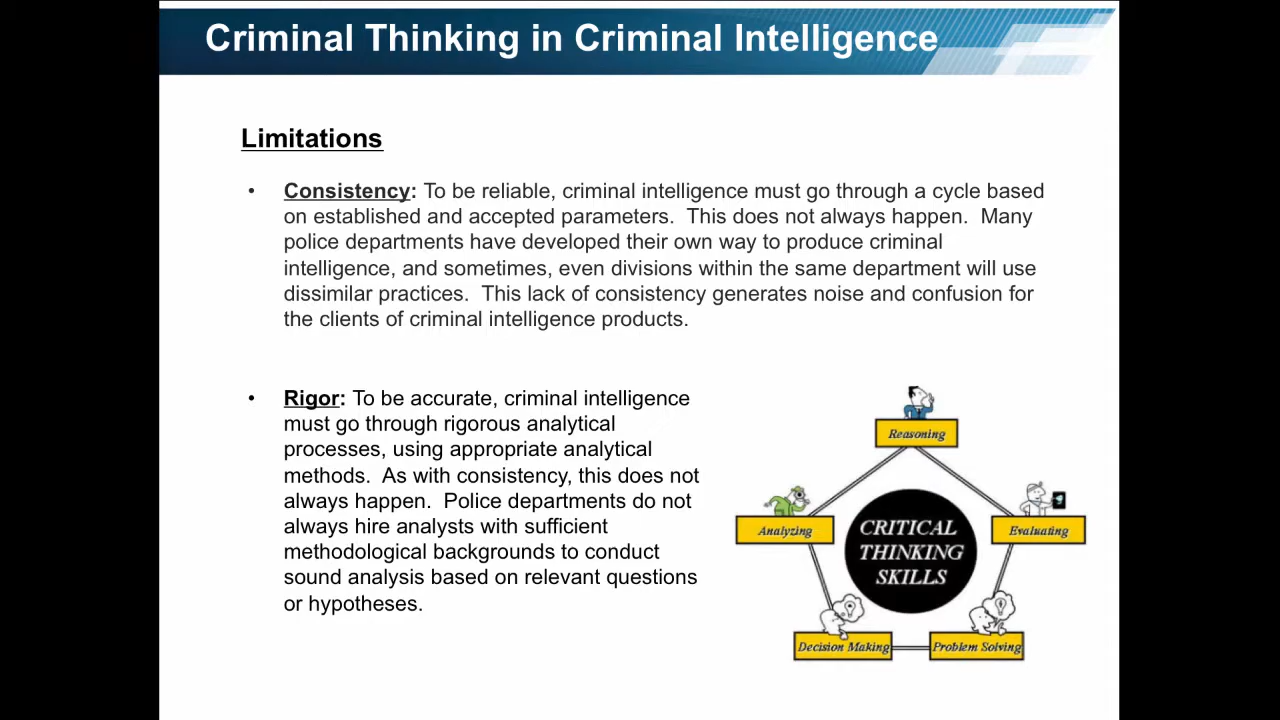 Criminal Thinking in Criminal Intelligence
Limitations
• Consistency: To be reliable, criminal intelligence must go through a cycle based
on established and accepted parameters.  This does not always happen.  Many
police departments have developed their own way to produce criminal
intelligence, and sometimes, even divisions within the same department will use
dissimilar practices.  This lack of consistency generates noise and confusion for
the clients of criminal intelligence products.
• Rigor: To be accurate, criminal intelligence
must go through rigorous analytical
processes, using appropriate analytical
methods.  As with consistency, this does not
always happen.  Police departments do not
always hire analysts with sufficient
methodological backgrounds to conduct
sound analysis based on relevant questions
or hypotheses.
Reasoning
Analyzing
CRITICAL
THINKING
SKILLS
Evaluating
Decision Making
Problem Solving